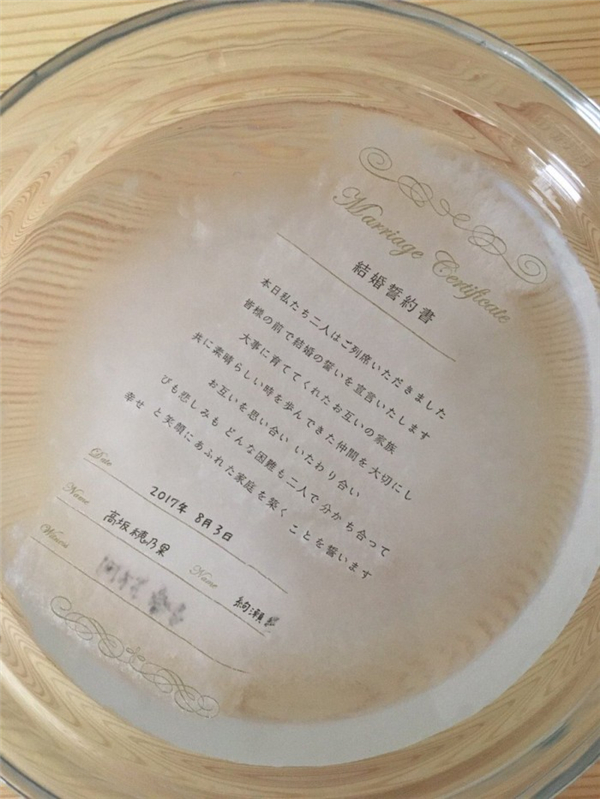 Marriage Certificate
結婚誓約書
本日私たち二人はご列席いただきました
皆様の前で結婚の誓いを宣言いたします
大事に育ててくれたお互いの家族
共に素晴らしい時を歩んできた仲間を大切にし
お互いを思い合い いたわり合い
びも悲しみも どんな困難も二人で分かち合って
幸せ と笑顔にあふれた家庭を築く ことを誓います
Date 2017年 8月3日
Name 高坂穂乃果 Name 絢瀬
Witness